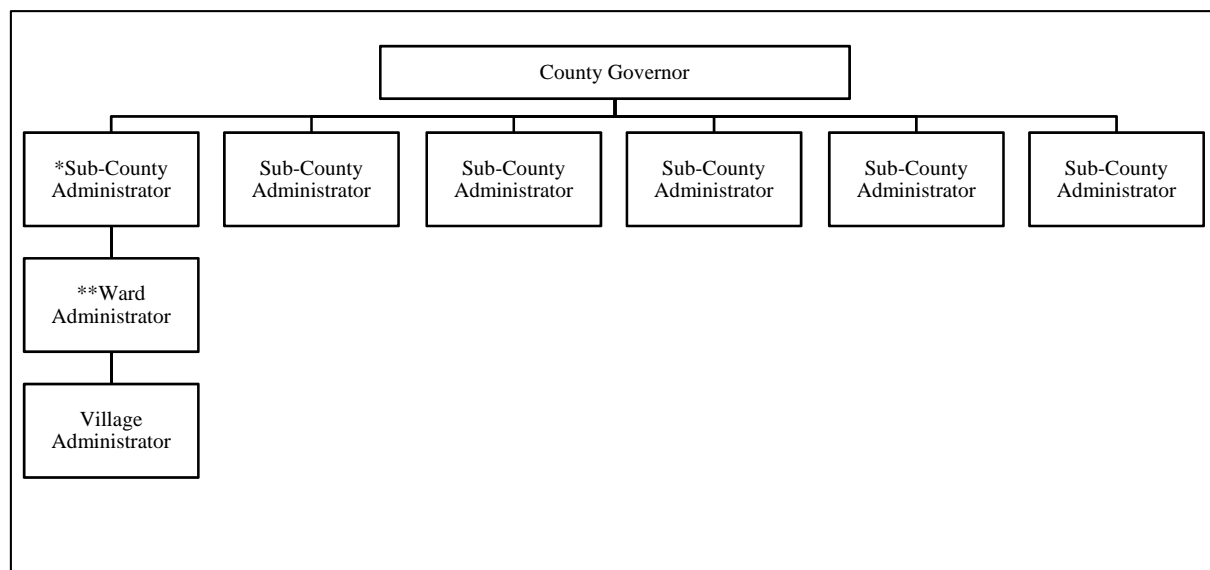 County Governor
*Sub-County
Administrator
Sub-County
Administrator
Sub-County
Administrator
Sub-County
Administrator
Sub-County
Administrator
Sub-County
Administrator
**Ward
Administrator
Village
Administrator